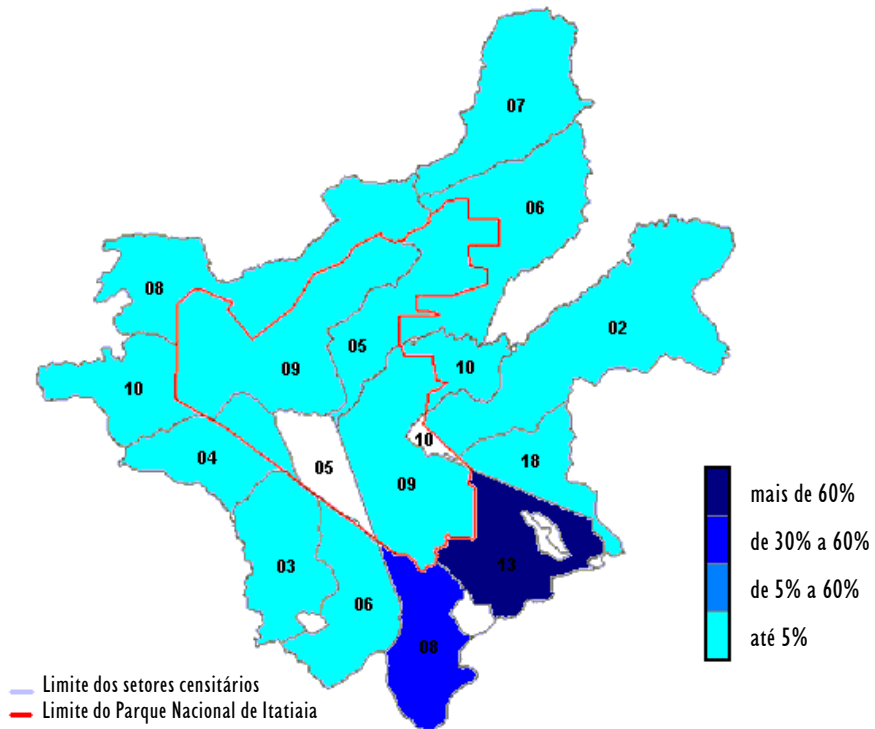 07
06
08
02
05
09
10
10
10
04
05
18
09
03
13
06
08
mais de 60%
de 30% a 60%
de 5% a 60%
até 5%
Limite dos setores censitários
Limite do Parque Nacional de Itatiaia